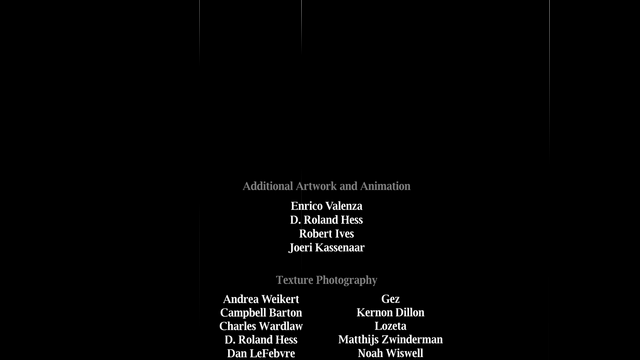 Additional Artwork and Animation
Enrico Valenza
D. Roland Hess
Robert Ives
Joeri Kassenaar
Texture Photography
Andrea Weikert Gez
Campbell Barton Kernon Dillon
Charles Wardlaw Lozeta
D. Roland Hess Matthijs Zwinderman
Dan LeFebvre Noah Wiswell